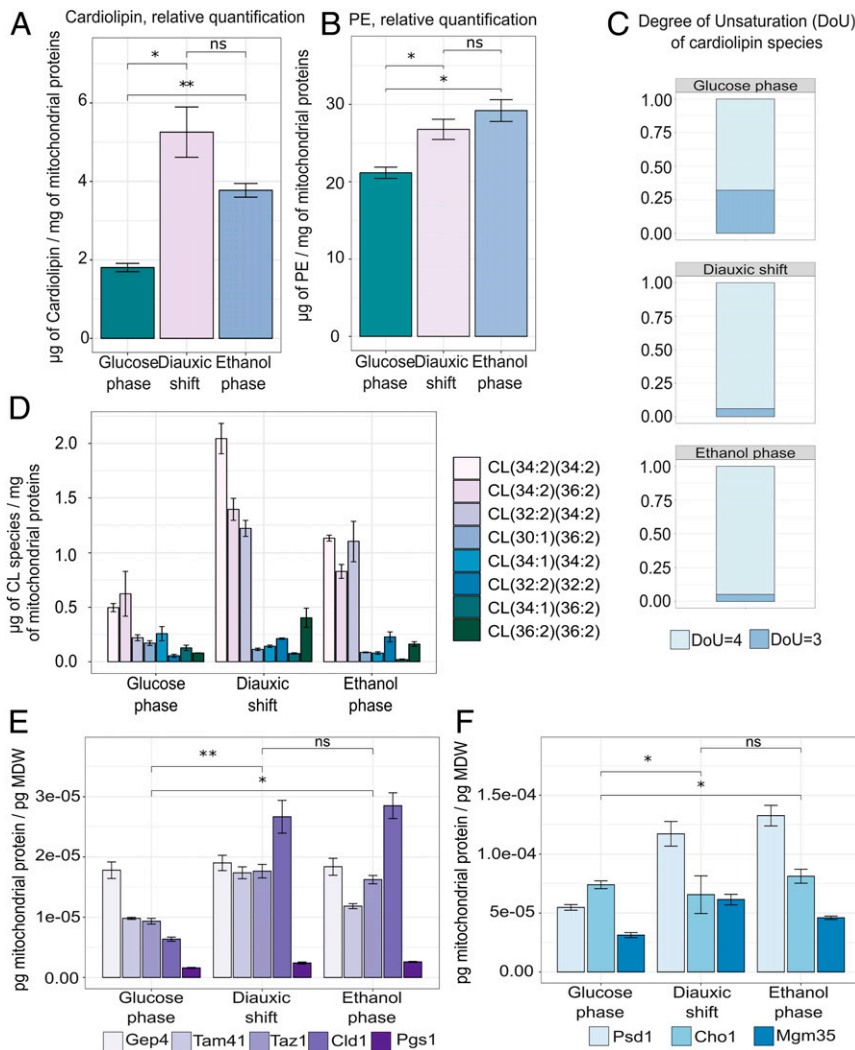 A
Cardiolipin, relative quantification
µg of Cardiolipin / mg of mitochondrial proteins
6
4
2
0
*
ns
**
Glucose phase
Diauxic shift
Ethanol phase
B
PE, relative quantification
µg of PE / mg of mitochondrial proteins
30
20
10
0
*
ns
*
Glucose phase
Diauxic shift
Ethanol phase
C
Degree of Unsaturation (DoU)
of cardiolipin species
Glucose phase
1.00
0.75
0.50
0.25
0.00
Diauxic shift
1.00
0.75
0.50
0.25
0.00
Ethanol phase
1.00
0.75
0.50
0.25
0.00
DoU=4
DoU=3
D
µg of CL species / mg
of mitochondrial proteins
2.0
1.5
1.0
0.5
0.0
Glucose phase
Diauxic shift
Ethanol phase
CL(34:2)(34:2)
CL(34:2)(36:2)
CL(32:2)(34:2)
CL(30:1)(36:2)
CL(34:1)(34:2)
CL(32:2)(32:2)
CL(34:1)(36:2)
CL(36:2)(36:2)
E
pg mitochondrial protein / pg MDW
3e-05
2e-05
1e-05
0.00
**
ns
*
Glucose phase
Diauxic shift
Ethanol phase
Gep4
Tam41
Taz1
Cld1
Pgs1
F
pg mitochondrial protein / pg MDW
1.5e-04
1.0e-04
5e-05
0.00
*
ns
*
Glucose phase
Diauxic shift
Ethanol phase
Psd1
Cho1
Mgm35